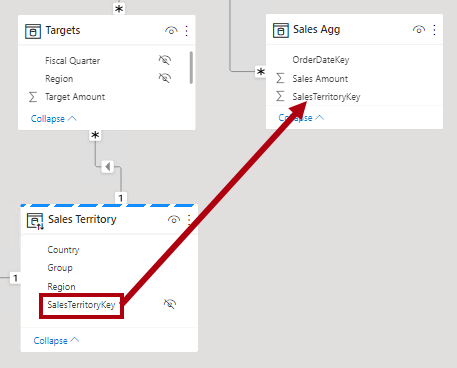 *
Targets
Fiscal Quarter
Region
Σ Target Amount
Collapse
*
1
Sales Territory
Country
Group
Region
SalesTerritoryKey
Collapse
1
Sales Agg
OrderDateKey
Σ Sales Amount
Σ SalesTerritoryKey
Collapse
*